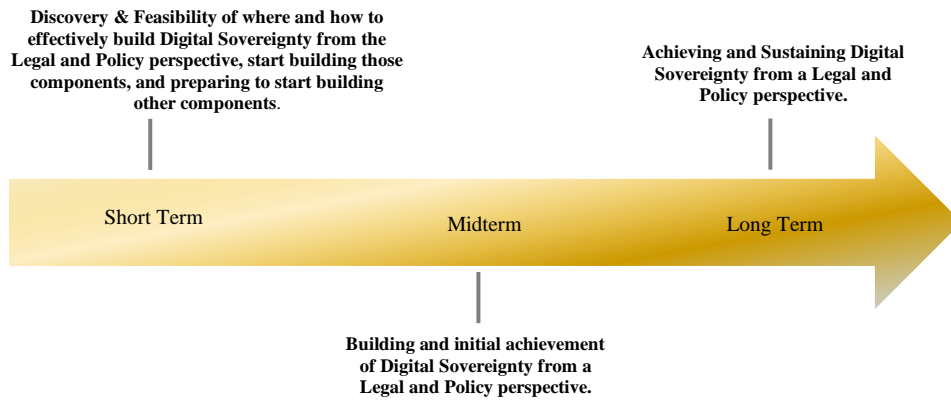 Discovery & Feasibility of where and how to
effectively build Digital Sovereignty from the
Legal and Policy perspective, start building those
components, and preparing to start building
other components.
Achieving and Sustaining Digital
Sovereignty from a Legal and
Policy perspective.
Short Term
Midterm
Long Term
Building and initial achievement
of Digital Sovereignty from a
Legal and Policy perspective.